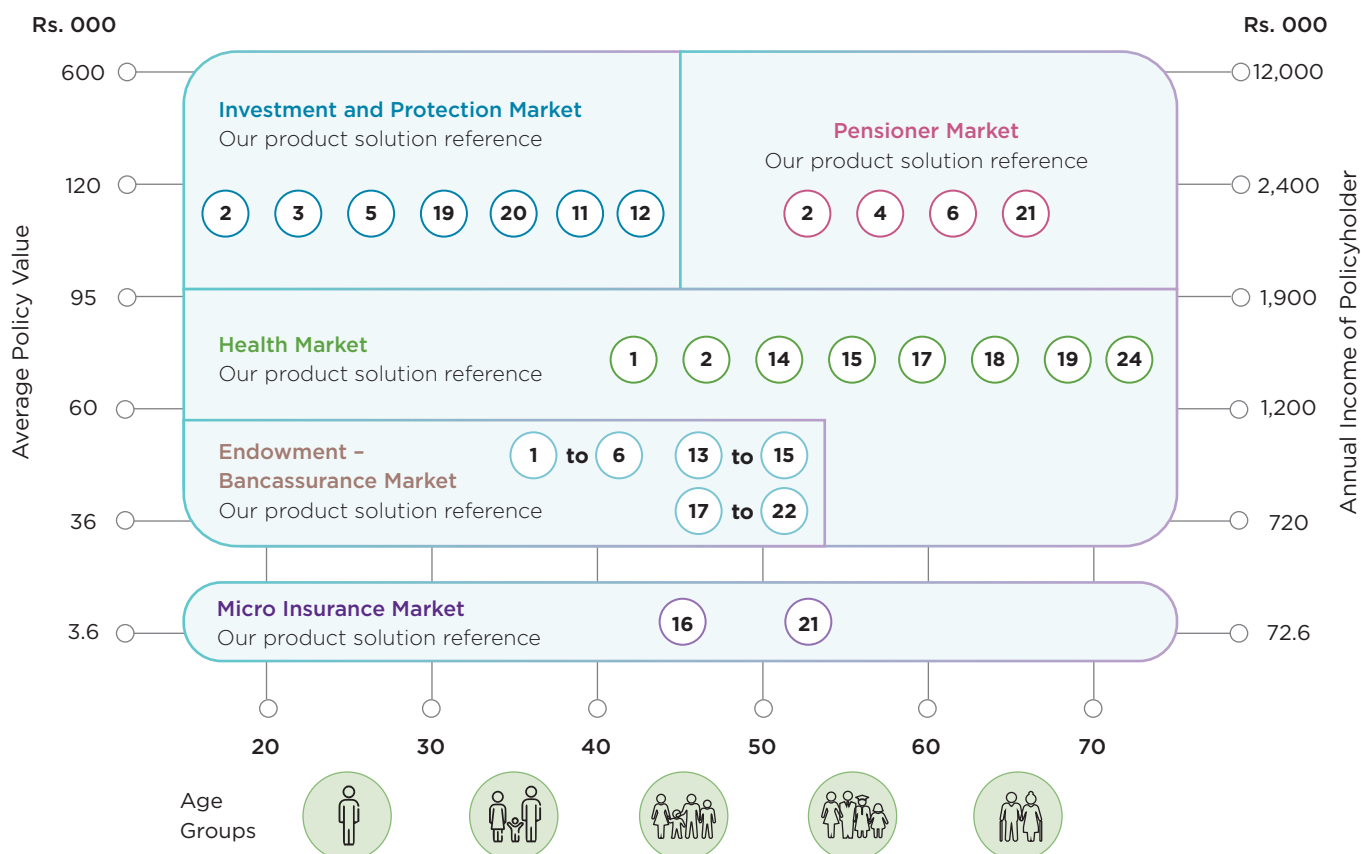 Rs. 000
Rs. 000
600
12,000
Investment and Protection Market
Our product solution reference
Pensioner Market
Our product solution reference
120
2,400
2 3 5 19 20 11 12
2 4 6 21
Average Policy Value
Annual Income of Policyholder
95
1,900
Health Market
Our product solution reference
1 2 14 15 17 18 19 24
60
1,200
Endowment –
Bancassurance Market
Our product solution reference
1 to 6 13 to 15
17 to 22
36
720
Micro Insurance Market
Our product solution reference
16 21
3.6
72.6
20 30 40 50 60 70
Age
Groups